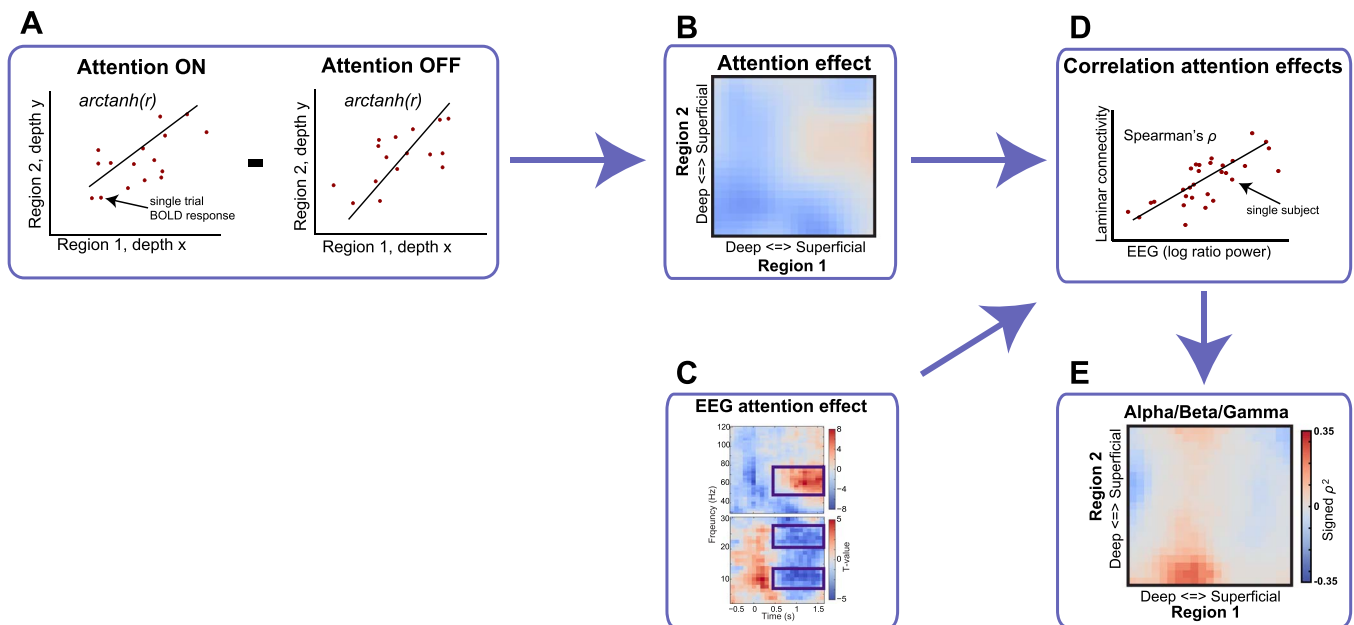 A
Attention ON
arctanh(r)
Region 2, depth y
single trial
BOLD response
Region 1, depth x
-
Attention OFF
arctanh(r)
Region 2, depth y
Region 1, depth x
B
Attention effect
Region 2
Deep <=> Superficial
Deep <=> Superficial
Region 1
C
EEG attention effect
120
100
80
60
40
30
20
10
Frqeuncy (Hz)
8
4
0
−4
−8
5
0
−5
T-value
−0.5 0 0.5 1 1.5
Time (s)
D
Correlation attention effects
Laminar connectivity
Spearman's ρ
single subject
EEG (log ratio power)
E
Alpha/Beta/Gamma
Region 2
Deep <=> Superficial
Deep <=> Superficial
Region 1
0.35
0
-0.35
Signed ρ²